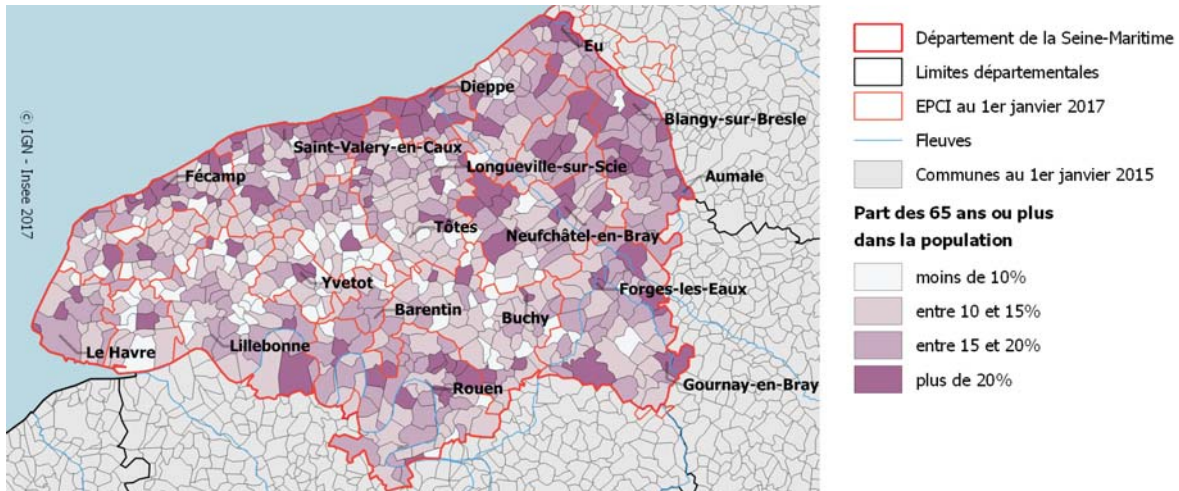 © IGN - Insee 2017
Eu
Dieppe
Blangy-sur-Bresle
Saint-Valery-en-Caux
Longueville-sur-Scie
Fécamp
Aumale
Tôtes
Neufchâtel-en-Bray
Yvetot
Forges-les-Eaux
Barentin
Buchy
Le Havre
Lillebonne
Rouen
Gournay-en-Bray
Département de la Seine-Maritime
Limites départementales
EPCI au 1er janvier 2017
Fleuves
Communes au 1er janvier 2015
Part des 65 ans ou plus
dans la population
moins de 10%
entre 10 et 15%
entre 15 et 20%
plus de 20%